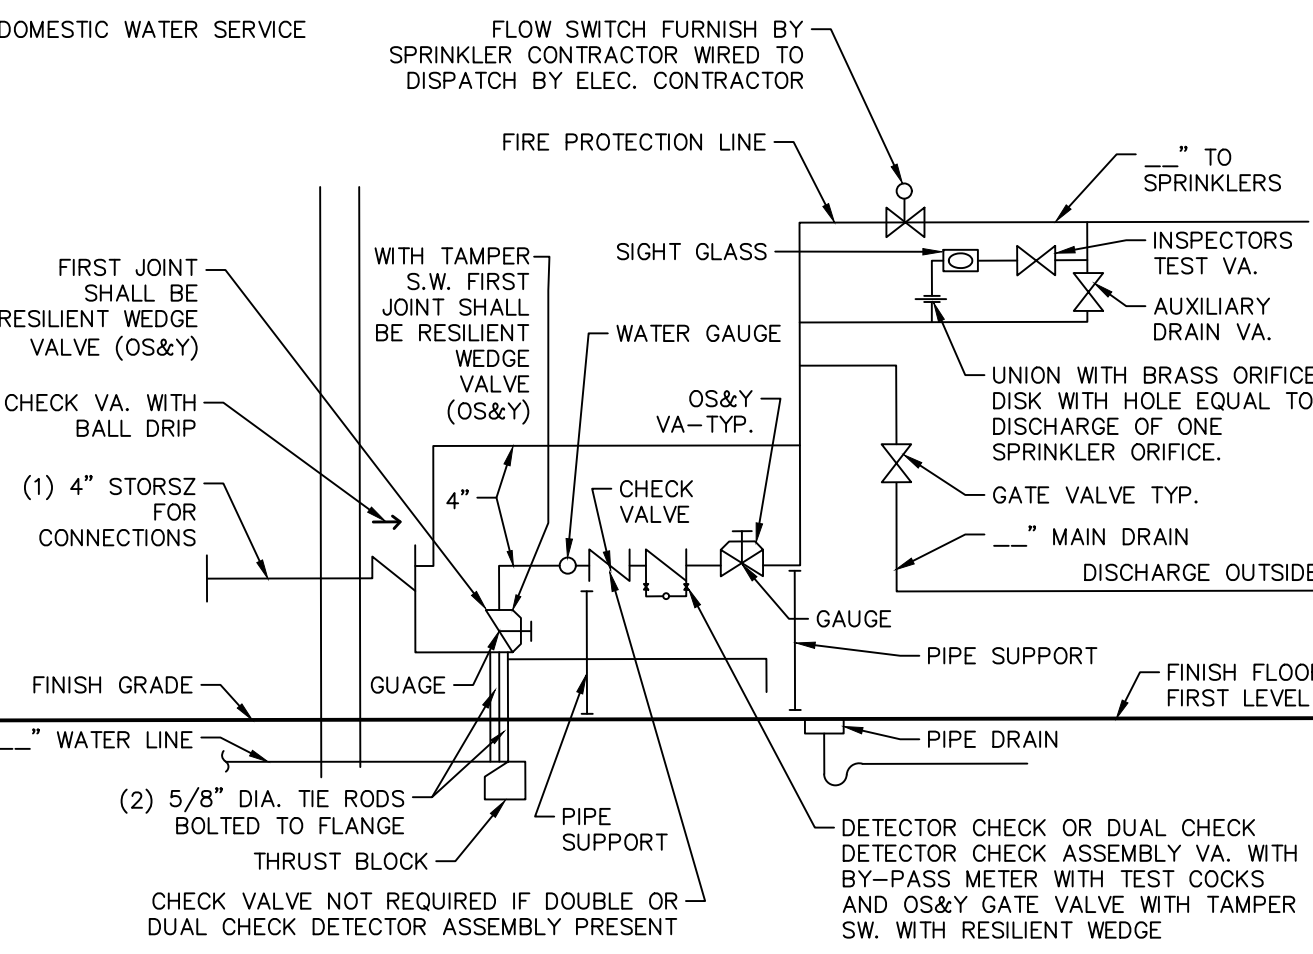 DOMESTIC WATER SERVICE
FLOW SWITCH FURNISH BY
SPRINKLER CONTRACTOR WIRED TO
DISPATCH BY ELEC. CONTRACTOR
FIRE PROTECTION LINE
__" TO
SPRINKLERS
SIGHT GLASS
INSPECTORS
TEST VA.
AUXILIARY
DRAIN VA.
FIRST JOINT
SHALL BE
RESILIENT WEDGE
VALVE (OS&Y)
WITH TAMPER
S.W. FIRST
JOINT SHALL
BE RESILIENT
WEDGE
VALVE
(OS&Y)
WATER GAUGE
OS&Y
VA-TYP.
UNION WITH BRASS ORIFICE
DISK WITH HOLE EQUAL TO
DISCHARGE OF ONE
SPRINKLER ORIFICE.
CHECK VA. WITH
BALL DRIP
(1) 4" STORSZ
FOR
CONNECTIONS
4"
CHECK
VALVE
GATE VALVE TYP.
__" MAIN DRAIN
DISCHARGE OUTSIDE
GAUGE
PIPE SUPPORT
FINISH GRADE
GUAGE
FINISH FLOOR
FIRST LEVEL
__" WATER LINE
PIPE DRAIN
(2) 5/8" DIA. TIE RODS
BOLTED TO FLANGE
THRUST BLOCK
PIPE
SUPPORT
CHECK VALVE NOT REQUIRED IF DOUBLE OR
DUAL CHECK DETECTOR ASSEMBLY PRESENT
DETECTOR CHECK OR DUAL CHECK
DETECTOR CHECK ASSEMBLY VA. WITH
BY-PASS METER WITH TEST COCKS
AND OS&Y GATE VALVE WITH TAMPER
SW. WITH RESILIENT WEDGE